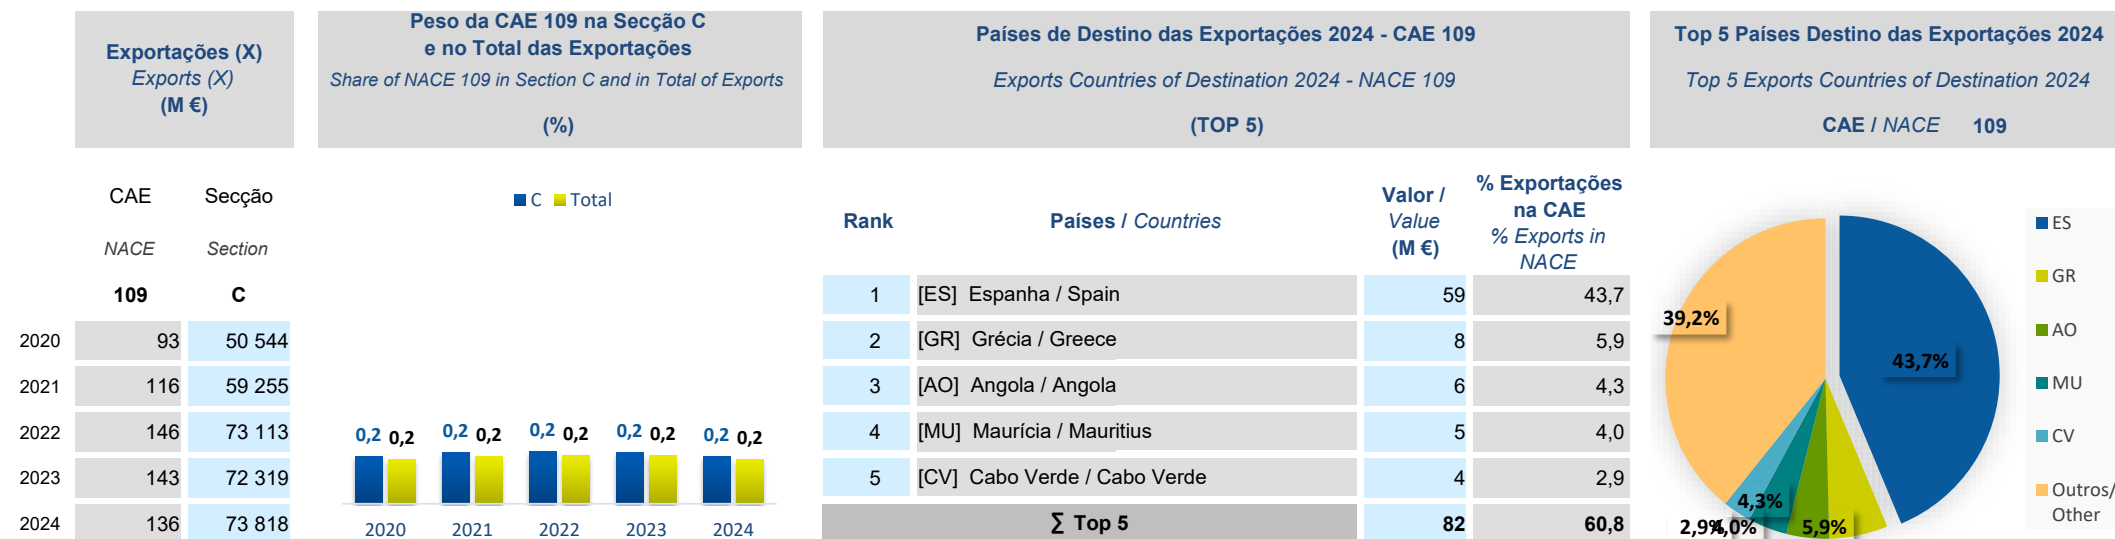 Exportações (X)
Exports (X)
(M €)
Peso da CAE 109 na Secção C
e no Total das Exportações
Share of NACE 109 in Section C and in Total of Exports
(%)
Países de Destino das Exportações 2024 - CAE 109
Exports Countries of Destination 2024 - NACE 109
(TOP 5)
Top 5 Países Destino das Exportações 2024
Top 5 Exports Countries of Destination 2024
CAE / NACE 109
CAE Secção
NACE Section
109 C
2020 93 50 544
2021 116 59 255
2022 146 73 113
2023 143 72 319
2024 136 73 818
C Total
0,2 0,2 0,2 0,2 0,2 0,2 0,2 0,2 0,2 0,2
2020 2021 2022 2023 2024
Rank
Países / Countries
Valor /
Value
(M €)
% Exportações
na CAE
% Exports in
NACE
1 [ES] Espanha / Spain 59 43,7
2 [GR] Grécia / Greece 8 5,9
3 [AO] Angola / Angola 6 4,3
4 [MU] Maurícia / Mauritius 5 4,0
5 [CV] Cabo Verde / Cabo Verde 4 2,9
∑ Top 5 82 60,8
39,2%
43,7%
4,3%
2,9%
4,0%
5,9%
ES
GR
AO
MU
CV
Outros/
Other